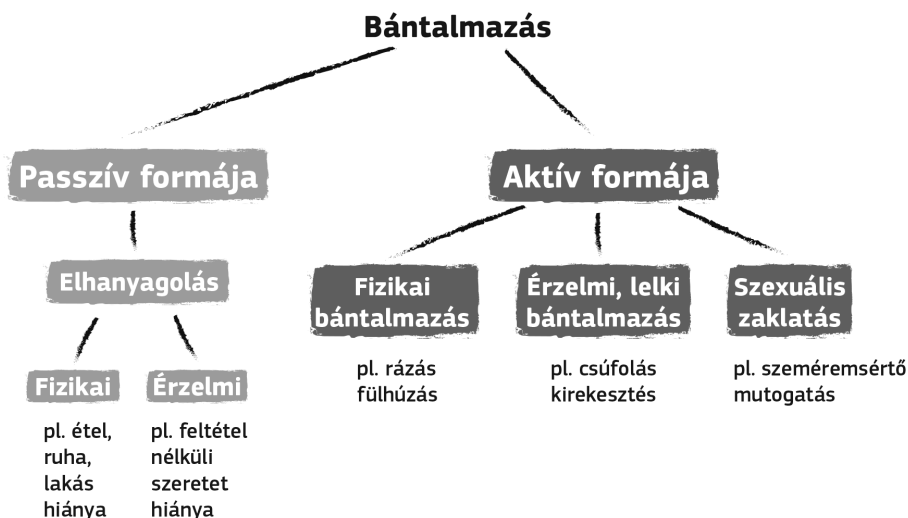 Bántalmazás
Passzív formája
Aktív formája
Elhanyagolás
Fizikai
bántalmazás
Érzelmi, lelki
bántalmazás
Szexuális
zaklatás
pl. rázás
fülhúzás
pl. csúfolás
kirekesztés
pl. szeméremsértő
mutogatás
Fizikai
Érzelmi
pl. étel,
ruha,
lakás
hiánya
pl. feltétel
nélküli
szeretet
hiánya